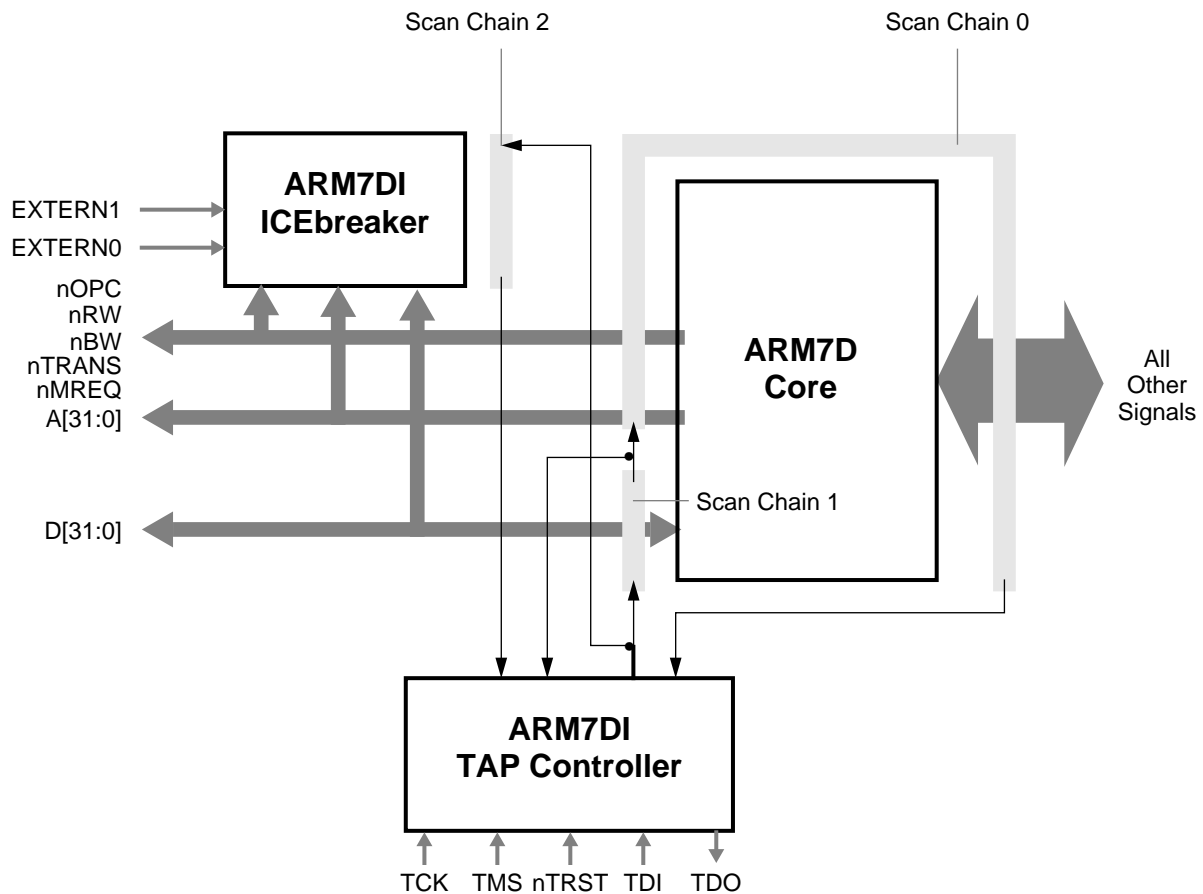 Scan Chain 2
Scan Chain 0
ARM7DI
ICEbreaker
EXTERN1
EXTERN0
nOPC
nRW
nBW
nTRANS
nMREQ
A[31:0]
ARM7D
Core
All
Other
Signals
Scan Chain 1
D[31:0]
ARM7DI
TAP Controller
TCK
TMS
nTRST
TDI
TDO